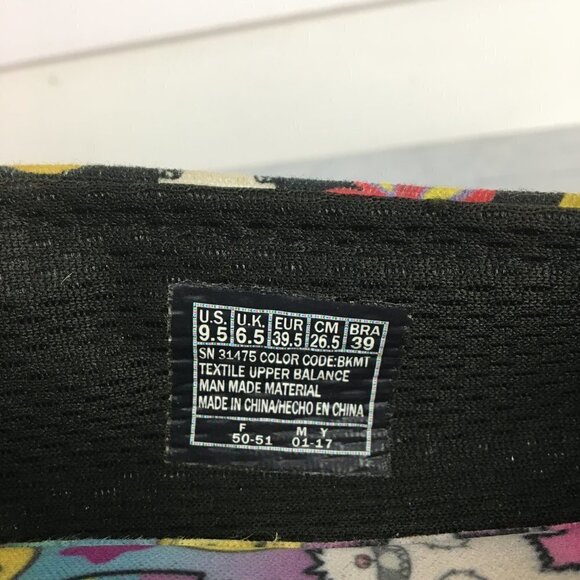 U.S. U.K. EUR CM BRA
9.5 6.5 39.5 26.5 39
SN 31475 COLOR CODE:BKMT
TEXTILE UPPER BALANCE
MAN MADE MATERIAL
MADE IN CHINA/HECHO EN CHINA
F M Y
50-51 01-17